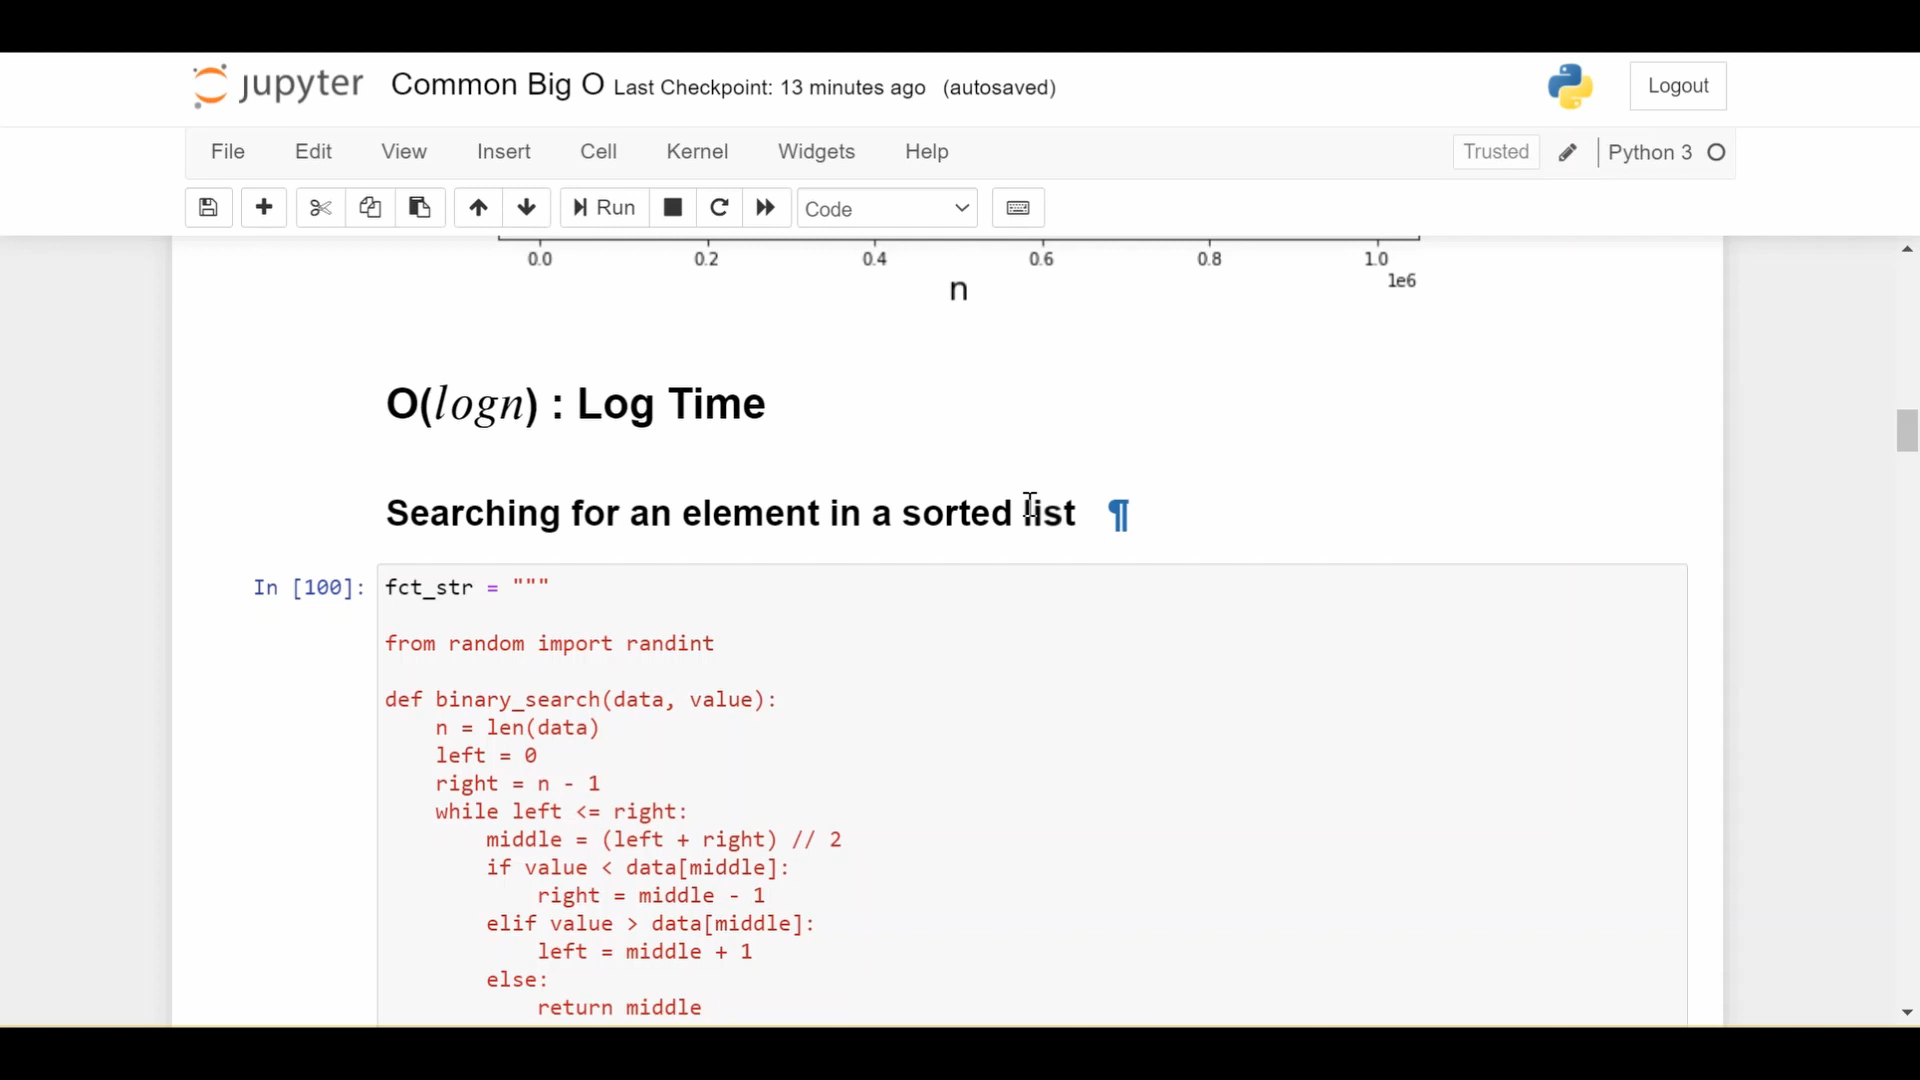 jupyter Common Big O Last Checkpoint: 13 minutes ago (autosaved) Logout
File Edit View Insert Cell Kernel Widgets Help Trusted Python 3
Run Code
0.0 0.2 0.4 0.6 0.8 1.0
1e6
n
O(logn) : Log Time
Searching for an element in a sorted list ¶
In [100]: fct_str = """
from random import randint
def binary_search(data, value):
    n = len(data)
    left = 0
    right = n - 1
    while left <= right:
        middle = (left + right) // 2
        if value < data[middle]:
            right = middle - 1
        elif value > data[middle]:
            left = middle + 1
        else:
            return middle